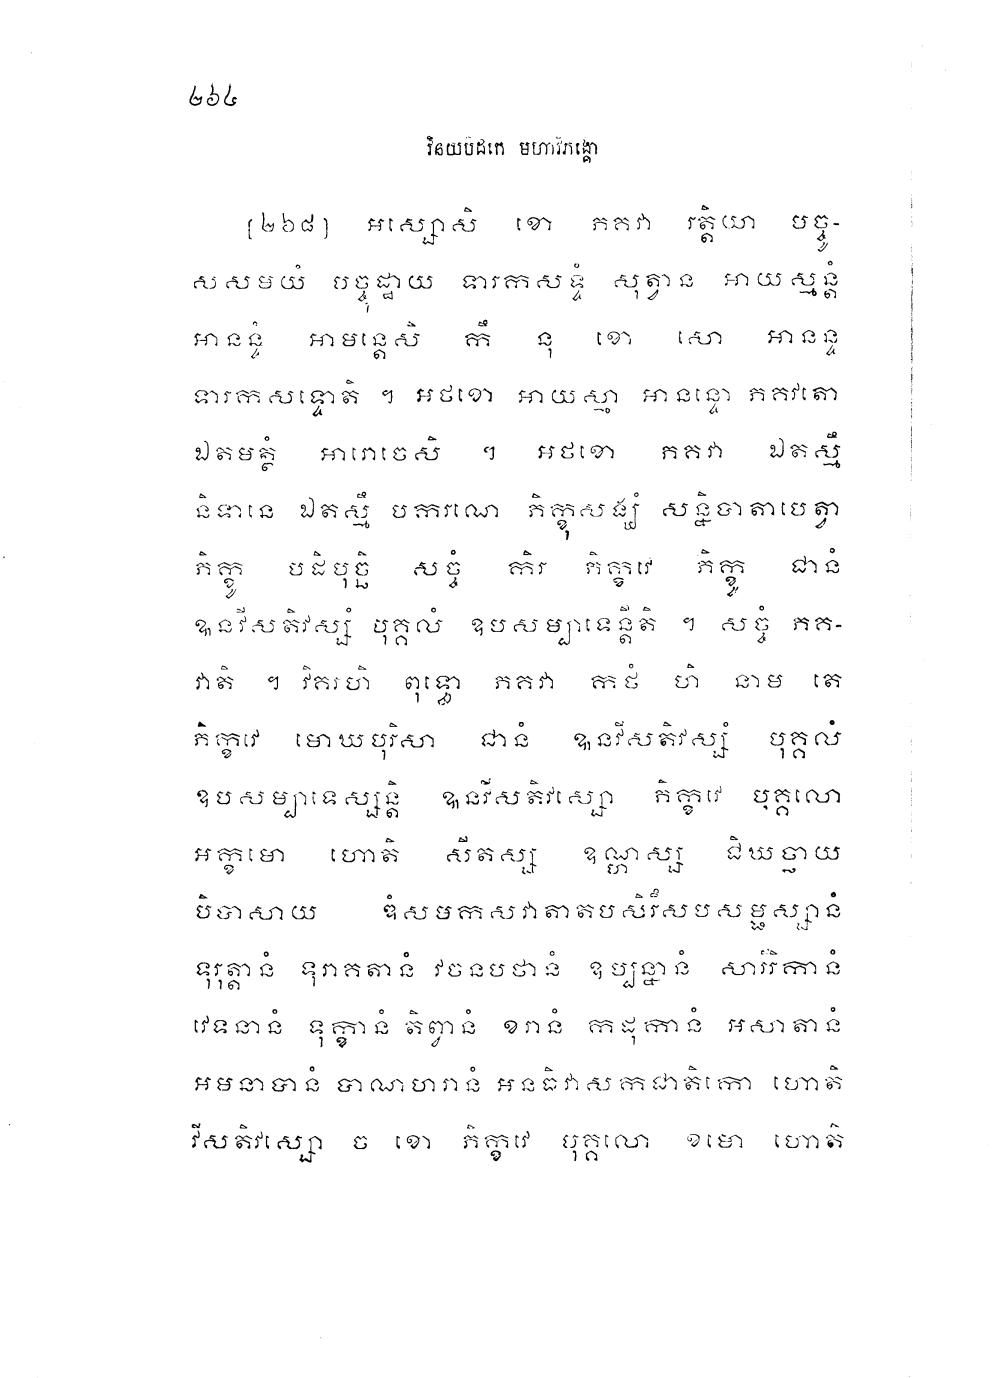 ២៦៤
វិនយបិដកេ មហាវិភង្គោ
[២៦៨] អស្សោសិ ខោ ភគវា រត្តិយា បច្ចូ-
សសមយំ បច្ចុដ្ឋាយ ទារកសទ្ទំ សុត្វាន អាយស្មន្តំ
អានន្ទំ អាមន្តេសិ កឹ នុ ខោ សោ អានន្ទ
ទារកសទ្ទោតិ ។ អថខោ អាយស្មា អានន្ទោ ភគវតោ
ឯតមត្ថំ អារោចេសិ ។ អថខោ ភគវា ឯតស្មឹ
និទានេ ឯតស្មឹ បករណេ ភិក្ខុសង្ឃំ សន្និបាតាបេត្វា
ភិក្ខូ បដិបុច្ឆិ សច្ចំ កិរ ភិក្ខវេ ភិក្ខូ ជានំ
ឩនវីសតិវស្សំ បុគ្គលំ ឧបសម្បាទេន្តីតិ ។ សច្ចំ ភគ-
វាតិ ។ វិគរហិ ពុទ្ធោ ភគវា កថំ ហិ នាម តេ
ភិក្ខវេ មោឃបុរិសា ជានំ ឩនវីសតិវស្សំ បុគ្គលំ
ឧបសម្បាទេស្សន្តិ ឩនវីសតិវស្សោ ភិក្ខវេ បុគ្គលោ
អក្ខមោ ហោតិ សីតស្ស ឧណ្ហស្ស ជិឃច្ឆាយ
បិបាសាយ ឌំសមកសវាតាតបសិរឹសបសម្ផស្សានំ
ទុរុត្តានំ ទុរាគតានំ វចនបថានំ ឧប្បន្នានំ សារីរិកានំ
វេទនានំ ទុក្ខានំ តិព្វានំ ខរានំ កដុកានំ អសាតានំ
អមនាបានំ បាណហរានំ អនធិវាសកជាតិកោ ហោតិ
វីសតិវស្សោ ច ខោ ភិក្ខវេ បុគ្គលោ ខមោ ហោតិ